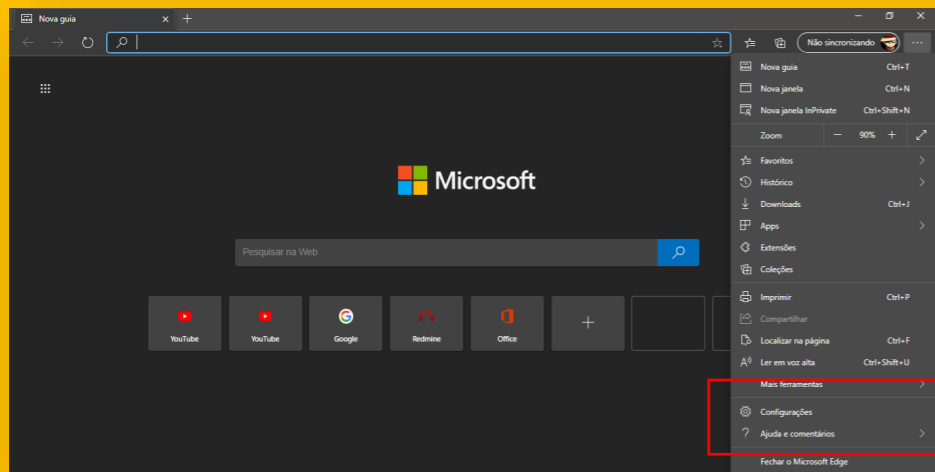 Nova guia
Não sincronizando
Nova guia Ctrl+T
Nova janela Ctrl+N
Nova janela InPrivate Ctrl+Shift+N
Zoom 90%
Favoritos
Histórico
Downloads Ctrl+J
Apps
Extensões
Coleções
Imprimir Ctrl+P
Compartilhar
Localizar na página Ctrl+F
Ler em voz alta Ctrl+Shift+U
Mais ferramentas
Configurações
Ajuda e comentários
Fechar o Microsoft Edge
Microsoft
Pesquisar na Web
YouTube YouTube Google Redmine Office